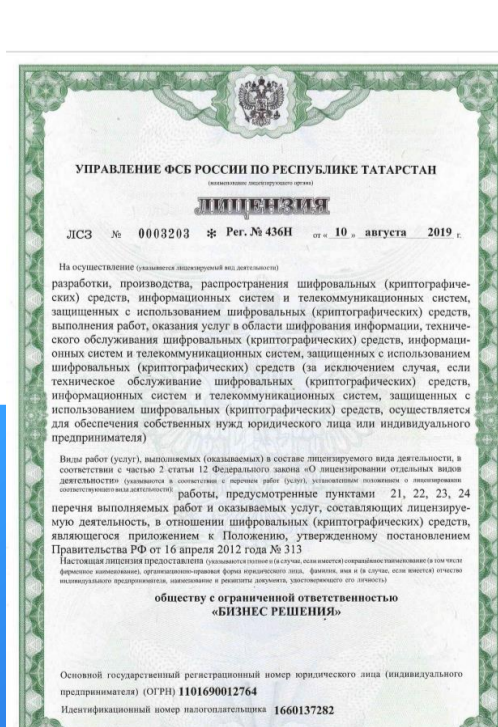 УПРАВЛЕНИЕ ФСБ РОССИИ ПО РЕСПУБЛИКЕ ТАТАРСТАН
(наименование лицензирующего органа)
ЛИЦЕНЗИЯ
ЛСЗ № 0003203 * Рег. № 436Н от « 10 » августа 2019 г.
На осуществление (указывается лицензируемый вид деятельности)
разработки, производства, распространения шифровальных (криптографиче-
ских) средств, информационных систем и телекоммуникационных систем,
защищенных с использованием шифровальных (криптографических) средств,
выполнения работ, оказания услуг в области шифрования информации, техниче-
ского обслуживания шифровальных (криптографических) средств, информаци-
онных систем и телекоммуникационных систем, защищенных с использованием
шифровальных (криптографических) средств (за исключением случая, если
техническое обслуживание шифровальных (криптографических) средств,
информационных систем и телекоммуникационных систем, защищенных с
использованием шифровальных (криптографических) средств, осуществляется
для обеспечения собственных нужд юридического лица или индивидуального
предпринимателя)
Виды работ (услуг), выполняемых (оказываемых) в составе лицензируемого вида деятельности, в
соответствии с частью 2 статьи 12 Федерального закона «О лицензировании отдельных видов
деятельности» (указываются в соответствии с перечнем работ (услуг), установленным положением о лицензировании
соответствующего вида деятельности): работы, предусмотренные пунктами 21, 22, 23, 24
перечня выполняемых работ и оказываемых услуг, составляющих лицензируе-
мую деятельность, в отношении шифровальных (криптографических) средств,
являющегося приложением к Положению, утвержденному постановлением
Правительства РФ от 16 апреля 2012 года № 313
Настоящая лицензия предоставлена (указываются полное и (в случае, если имеется) сокращённое наименование (в том числе
фирменное наименование), организационно-правовая форма юридического лица, фамилия, имя и (в случае, если имеется) отчество
индивидуального предпринимателя, наименование и реквизиты документа, удостоверяющего его личность)
обществу с ограниченной ответственностью
«БИЗНЕС РЕШЕНИЯ»
Основной государственный регистрационный номер юридического лица (индивидуального
предпринимателя) (ОГРН) 1101690012764
Идентификационный номер налогоплательщика 1660137282